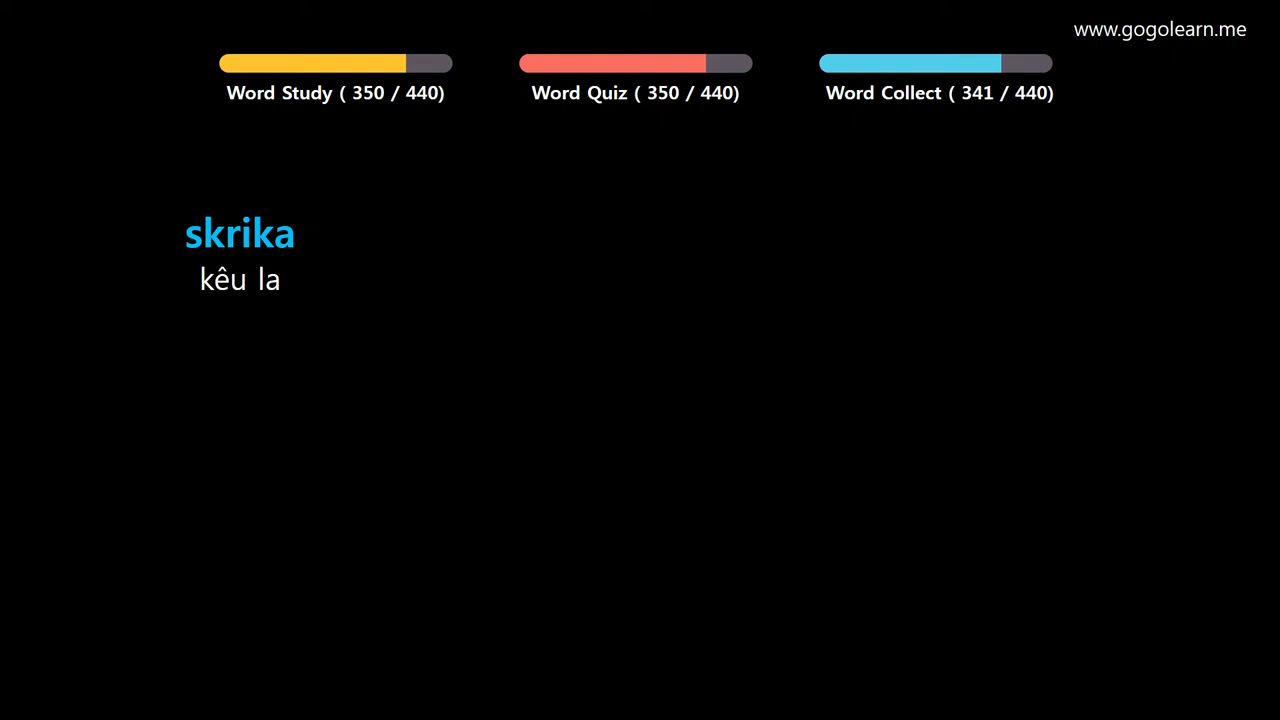 www.gogolearn.me
Word Study ( 350 / 440)
Word Quiz ( 350 / 440)
Word Collect ( 341 / 440)
skrika
kêu la